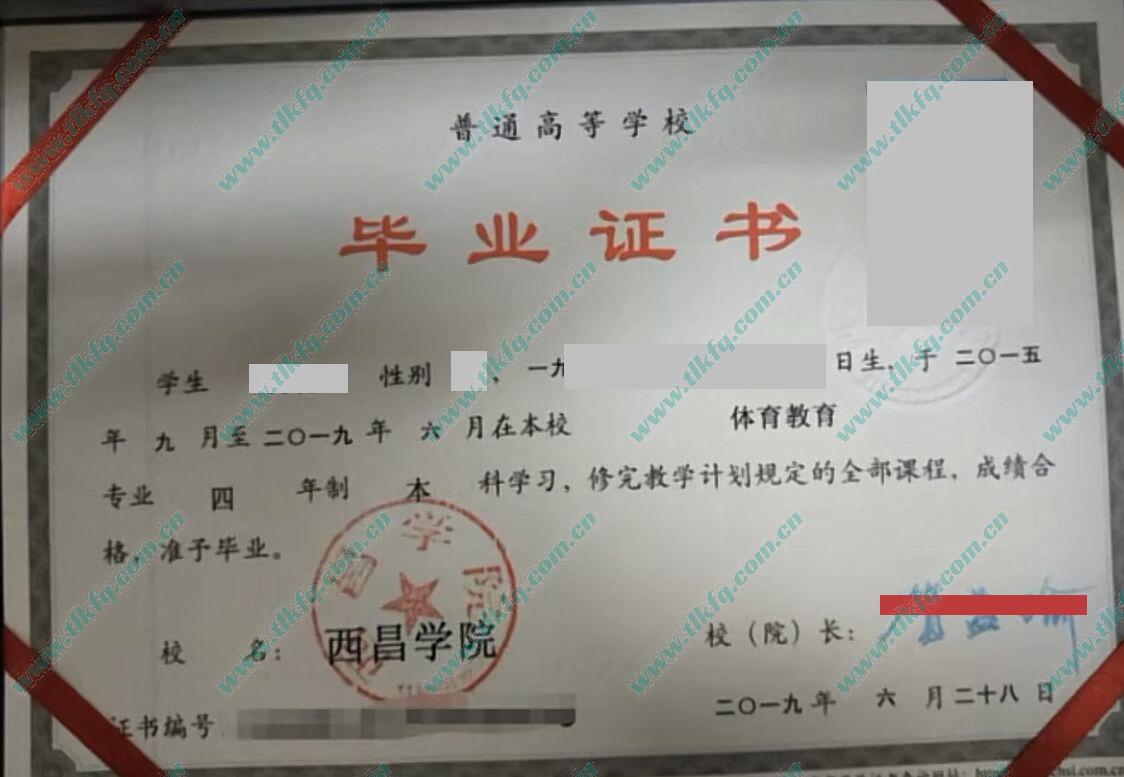 普通高等学校
毕业证书
学生 性别 、一九 日生，于 二〇一五
年 九 月至 二〇一九 年 六 月在本校 体育教育
专业 四 年制 本 科学习，修完教学计划规定的全部课程，成绩合
格，准予毕业。
校 名： 西昌学院
校（院）长：
证书编号
二〇一九 年 六 月 二十八 日
www.tlkfq.com.cn